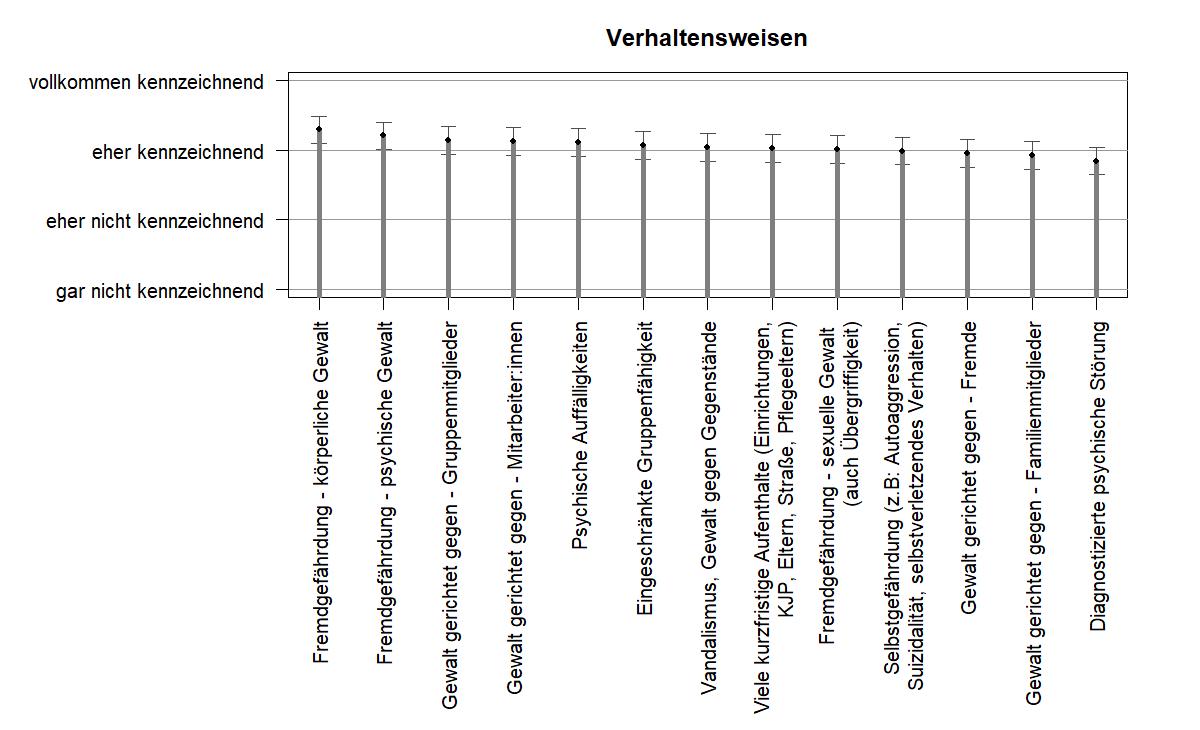 Verhaltensweisen
vollkommen kennzeichnend
eher kennzeichnend
eher nicht kennzeichnend
gar nicht kennzeichnend
Fremdgefährdung - körperliche Gewalt
Fremdgefährdung - psychische Gewalt
Gewalt gerichtet gegen - Gruppenmitglieder
Gewalt gerichtet gegen - Mitarbeiter:innen
Psychische Auffälligkeiten
Eingeschränkte Gruppenfähigkeit
Vandalismus, Gewalt gegen Gegenstände
Viele kurzfristige Aufenthalte (Einrichtungen,
KJP, Eltern, Straße, Pflegeeltern)
Fremdgefährdung - sexuelle Gewalt
(auch Übergriffigkeit)
Selbstgefährdung (z.B: Autoaggression,
Suizidalität, selbstverletzendes Verhalten)
Gewalt gerichtet gegen - Fremde
Gewalt gerichtet gegen - Familienmitglieder
Diagnostizierte psychische Störung